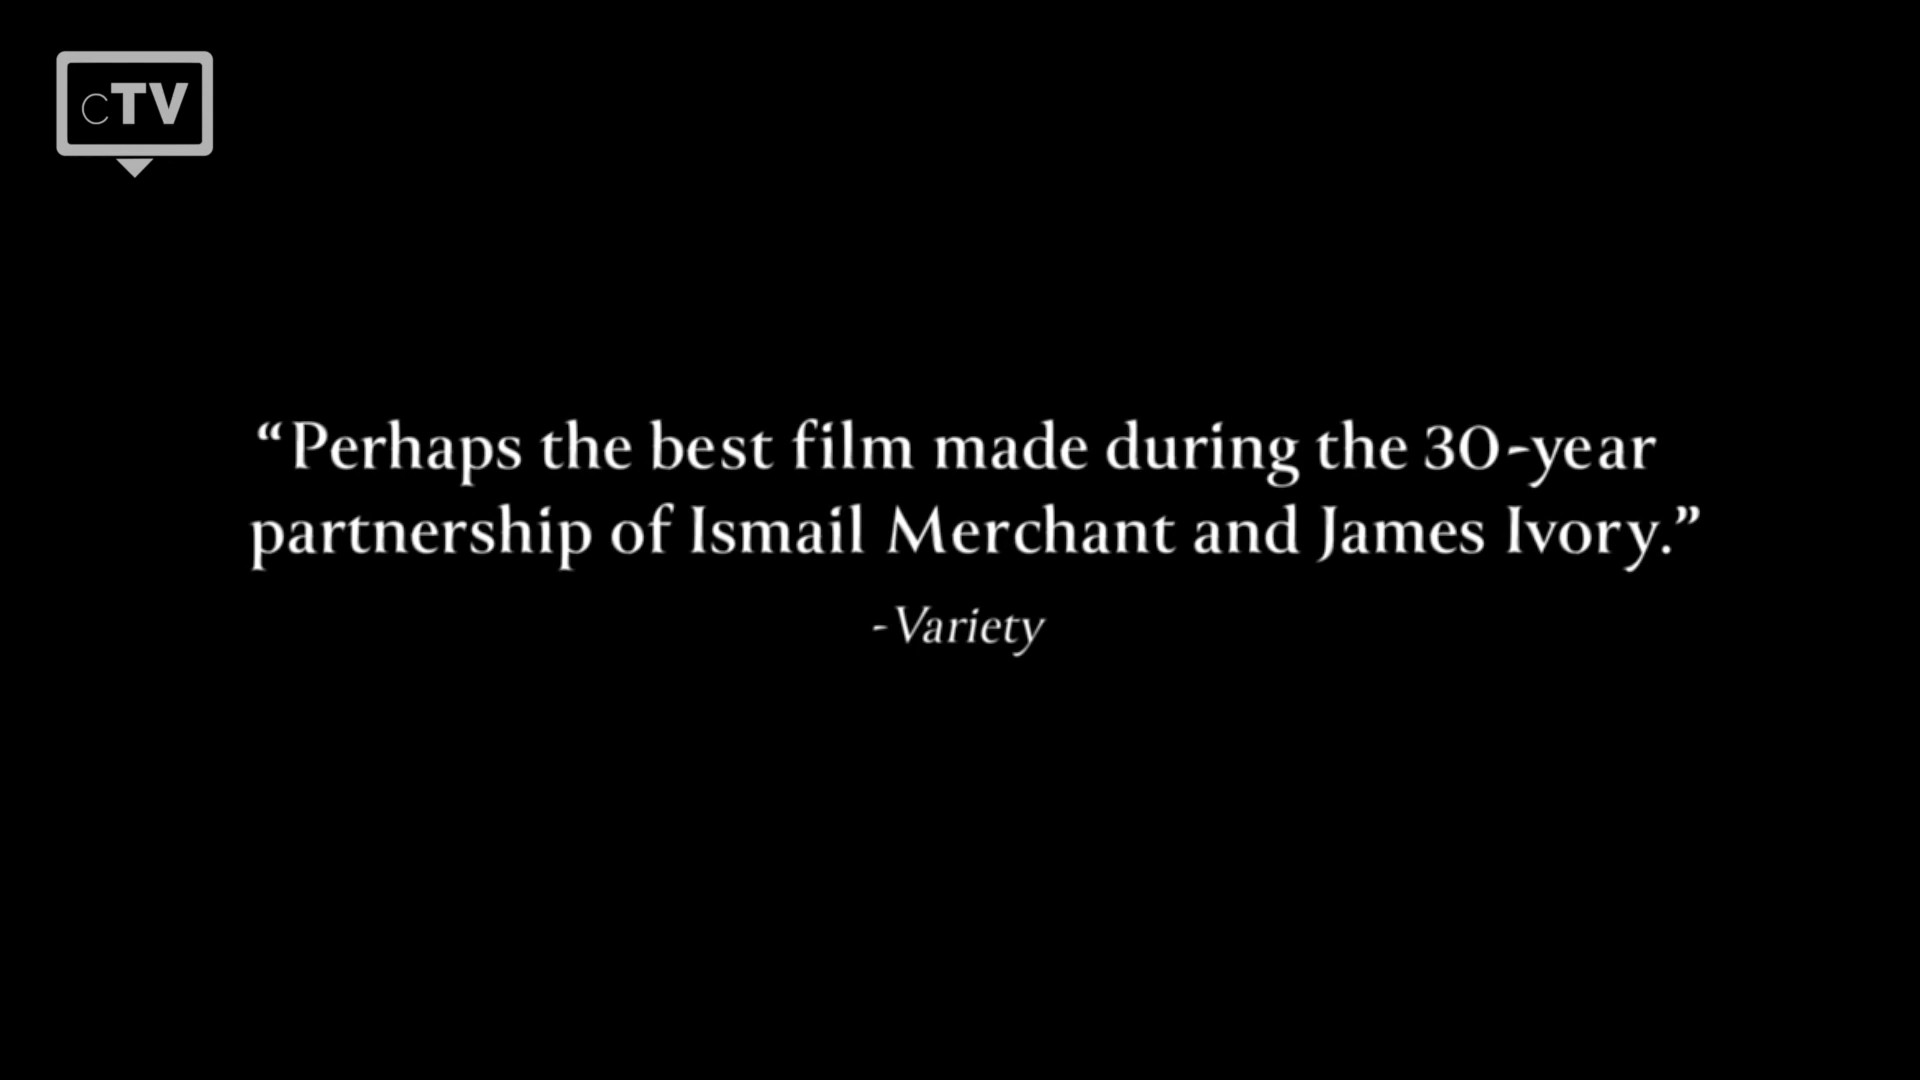 cTV
“Perhaps the best film made during the 30-year
partnership of Ismail Merchant and James Ivory.”
-Variety